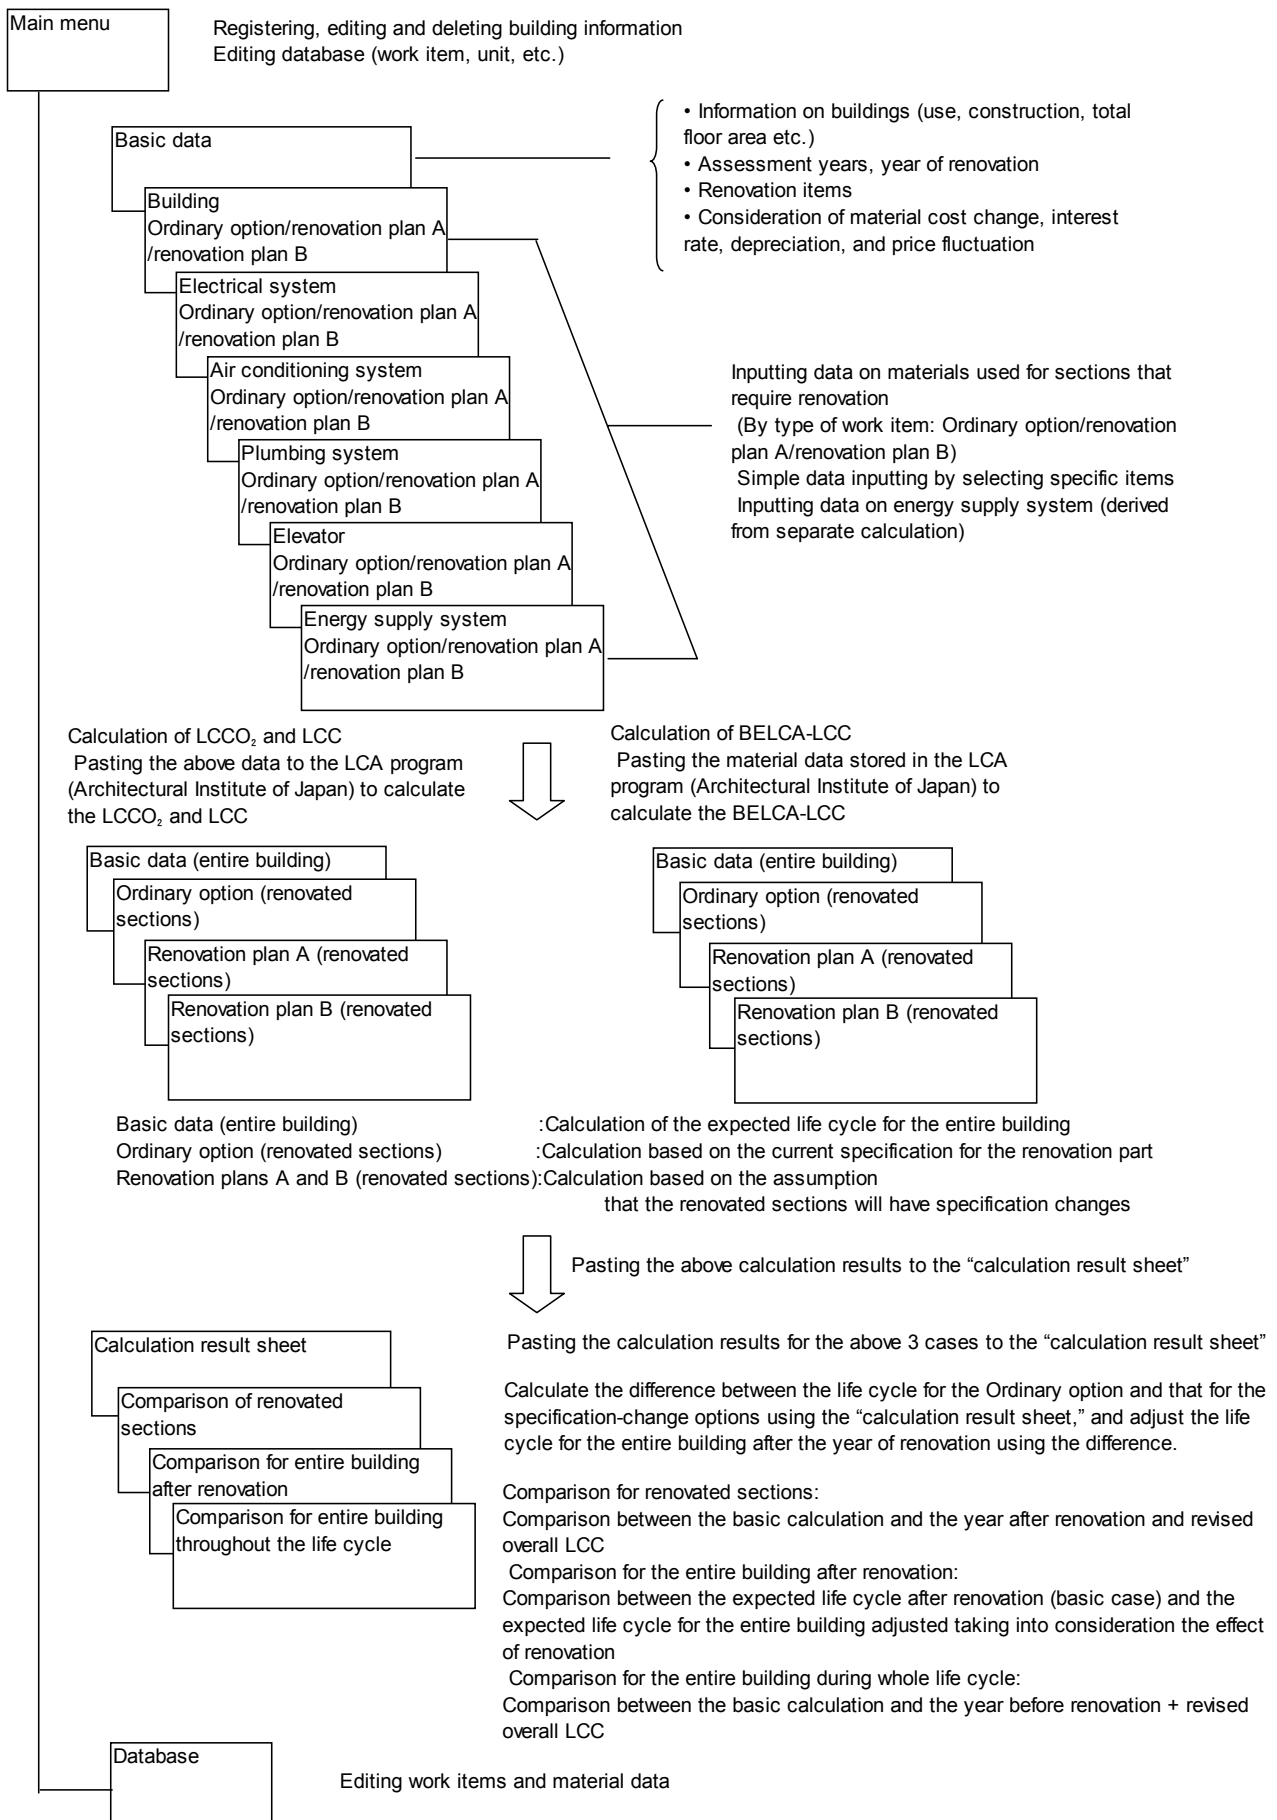 Main menu
Registering, editing and deleting building information
Editing database (work item, unit, etc.)
Basic data
• Information on buildings (use, construction, total
floor area etc.)
• Assessment years, year of renovation
• Renovation items
• Consideration of material cost change, interest
rate, depreciation, and price fluctuation
Building
Ordinary option/renovation plan A
/renovation plan B
Electrical system
Ordinary option/renovation plan A
/renovation plan B
Air conditioning system
Ordinary option/renovation plan A
/renovation plan B
Plumbing system
Ordinary option/renovation plan A
/renovation plan B
Elevator
Ordinary option/renovation plan A
/renovation plan B
Energy supply system
Ordinary option/renovation plan A
/renovation plan B
Inputting data on materials used for sections that
require renovation
(By type of work item: Ordinary option/renovation
plan A/renovation plan B)
Simple data inputting by selecting specific items
Inputting data on energy supply system (derived
from separate calculation)
Calculation of LCCO₂ and LCC
Pasting the above data to the LCA program
(Architectural Institute of Japan) to calculate
the LCCO₂ and LCC
Calculation of BELCA-LCC
Pasting the material data stored in the LCA
program (Architectural Institute of Japan) to
calculate the BELCA-LCC
Basic data (entire building)
Ordinary option (renovated
sections)
Renovation plan A (renovated
sections)
Renovation plan B (renovated
sections)
Basic data (entire building)
Ordinary option (renovated
sections)
Renovation plan A (renovated
sections)
Renovation plan B (renovated
sections)
Basic data (entire building) :Calculation of the expected life cycle for the entire building
Ordinary option (renovated sections) :Calculation based on the current specification for the renovation part
Renovation plans A and B (renovated sections):Calculation based on the assumption
that the renovated sections will have specification changes
Pasting the above calculation results to the “calculation result sheet”
Calculation result sheet
Comparison of renovated
sections
Comparison for entire building
after renovation
Comparison for entire building
throughout the life cycle
Pasting the calculation results for the above 3 cases to the “calculation result sheet”
Calculate the difference between the life cycle for the Ordinary option and that for the
specification-change options using the “calculation result sheet,” and adjust the life
cycle for the entire building after the year of renovation using the difference.
Comparison for renovated sections:
Comparison between the basic calculation and the year after renovation and revised
overall LCC
Comparison for the entire building after renovation:
Comparison between the expected life cycle after renovation (basic case) and the
expected life cycle for the entire building adjusted taking into consideration the effect
of renovation
Comparison for the entire building during whole life cycle:
Comparison between the basic calculation and the year before renovation + revised
overall LCC
Database
Editing work items and material data